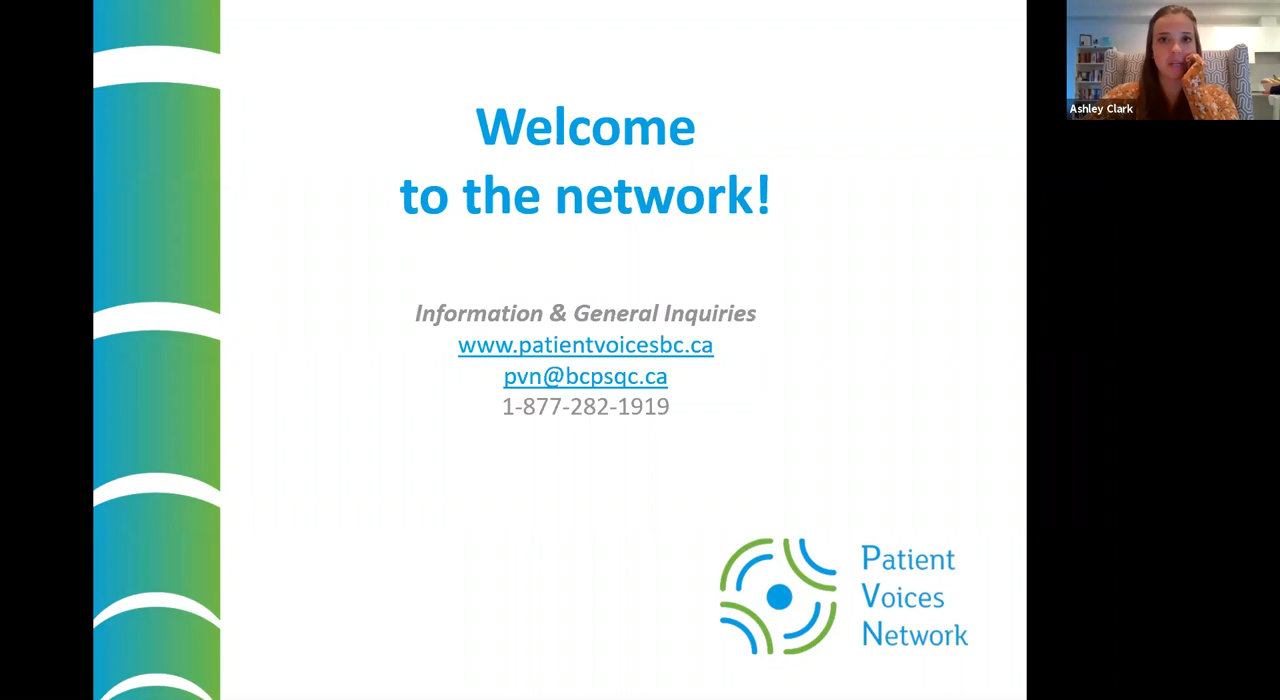 Welcome
to the network!
Information & General Inquiries
www.patientvoicesbc.ca
pvn@bcpsqc.ca
1-877-282-1919
Patient
Voices
Network
Ashley Clark